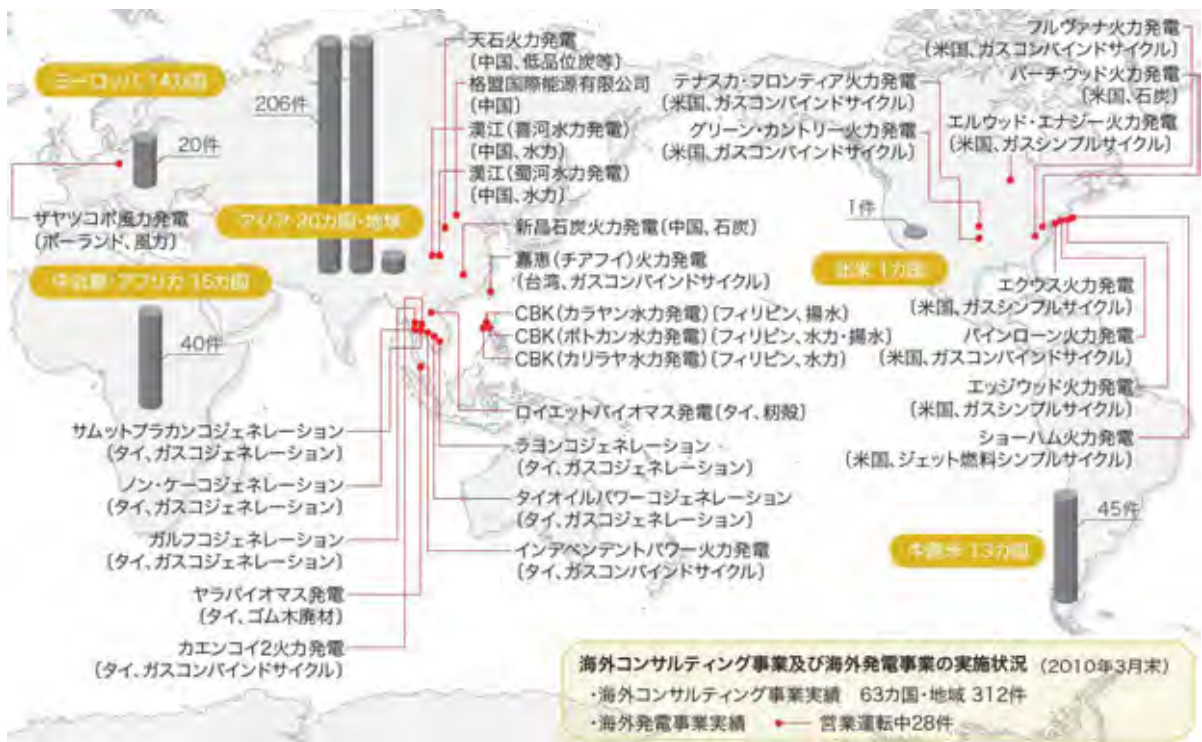 ヨーロッパ 14カ国
20件
ザヤツコボ風力発電
(ポーランド、風力)
206件
アジア 20カ国・地域
中近東・アフリカ 15カ国
40件
天石火力発電
(中国、低品位炭等)
格盟国際能源有限公司
(中国)
漢江(喜河水力発電)
(中国、水力)
漢江(蜀河水力発電)
(中国、水力)
新昌石炭火力発電(中国、石炭)
嘉恵(チアフイ)火力発電
(台湾、ガスコンバインドサイクル)
CBK(カラヤン水力発電)(フィリピン、揚水)
CBK(ボトカン水力発電)(フィリピン、水力・揚水)
CBK(カリラヤ水力発電)(フィリピン、水力)
ロイエットバイオマス発電(タイ、籾殻)
ラヨンコジェネレーション
(タイ、ガスコジェネレーション)
タイオイルパワーコジェネレーション
(タイ、ガスコジェネレーション)
インデペンデントパワー火力発電
(タイ、ガスコンバインドサイクル)
サムットプラカンコジェネレーション
(タイ、ガスコジェネレーション)
ノン・ケーコジェネレーション
(タイ、ガスコジェネレーション)
ガルフコジェネレーション
(タイ、ガスコジェネレーション)
ヤラバイオマス発電
(タイ、ゴム木廃材)
カエンコイ2火力発電
(タイ、ガスコンバインドサイクル)
フルヴァナ火力発電
(米国、ガスコンバインドサイクル)
バーチウッド火力発電
(米国、石炭)
テナスカ・フロンティア火力発電
(米国、ガスコンバインドサイクル)
エルウッド・エナジー火力発電
(米国、ガスシンプルサイクル)
グリーン・カントリー火力発電
(米国、ガスコンバインドサイクル)
1件
北米 1カ国
エクウス火力発電
(米国、ガスシンプルサイクル)
パインローン火力発電
(米国、ガスコンバインドサイクル)
エッジウッド火力発電
(米国、ガスシンプルサイクル)
ショーハム火力発電
(米国、ジェット燃料シンプルサイクル)
45件
中南米 13カ国
海外コンサルティング事業及び海外発電事業の実施状況 (2010年3月末)
・海外コンサルティング事業実績 63カ国・地域 312件
・海外発電事業実績 営業運転中28件